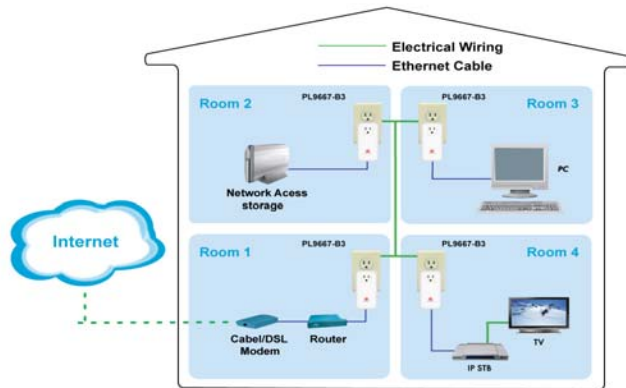 Electrical Wiring
Ethernet Cable
Room 2
PL9667-B3
Network Acess
storage
PL9667-B3
Room 3
PC
Internet
Room 1
PL9667-B3
Cabel/DSL
Modem
Router
PL9667-B3
Room 4
IP STB
TV